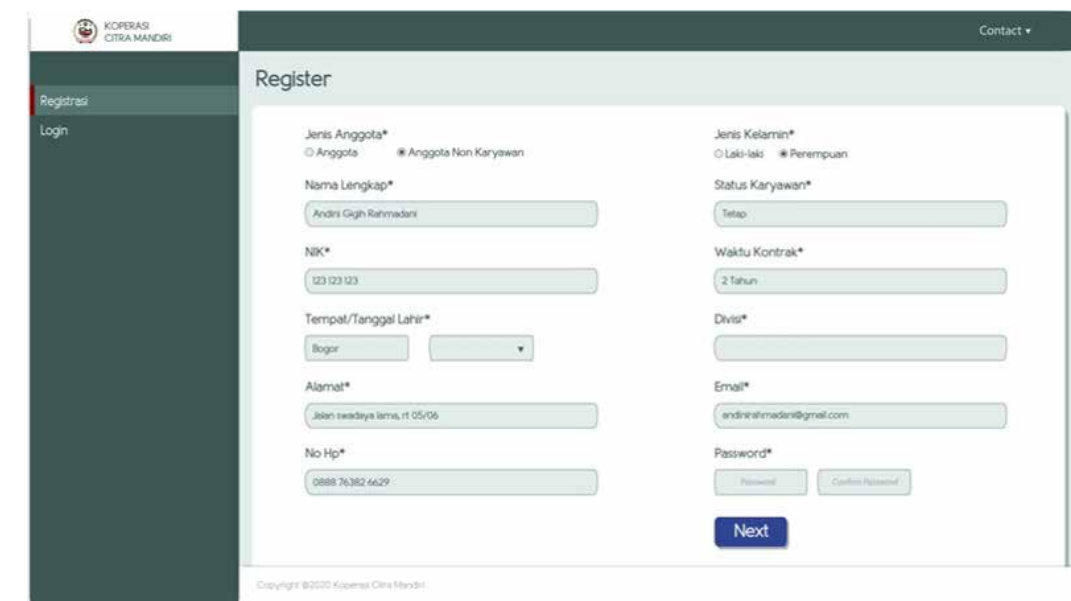 KOPERASI
CITRA MANDIRI
Contact
Register
Registrasi
Login
Jenis Anggota*
Anggota
Anggota Non Karyawan
Nama Lengkap*
Andini Gigih Rahmadani
NIK*
123 123 123
Tempat/Tanggal Lahir*
Bogor
Alamat*
Jalan swadaya lama, rt 05/06
No Hp*
0888 76382 6629
Jenis Kelamin*
Laki-laki
Perempuan
Status Karyawan*
Tetap
Waktu Kontrak*
2 Tahun
Divisi*
Email*
andinirahmadani@gmail.com
Password*
Password
Confirm Password
Next
Copyright @2020 Koperasi Citra Mandiri